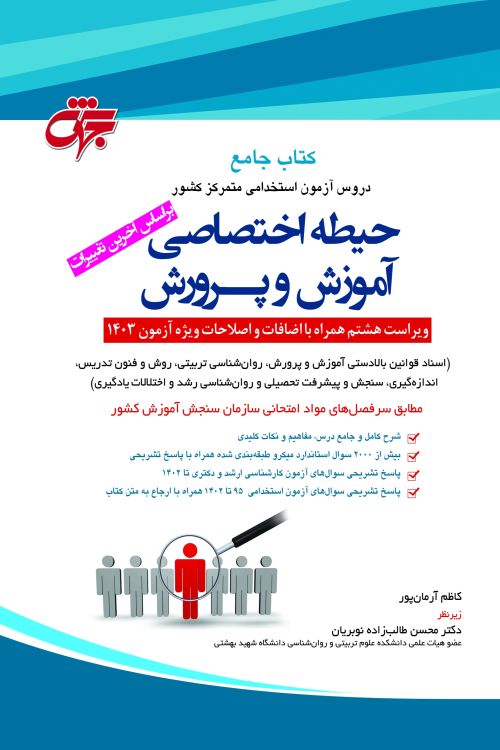 جهش
کتاب جامع
دروس آزمون استخدامی متمرکز کشور
براساس آخرین تغییرات
حیطه اختصاصی
آموزش و پرورش
ویراست هشتم همراه با اضافات و اصلاحات ویژه آزمون ۱۴۰۳
(اسناد قوانین بالادستی آموزش و پرورش، روان‌شناسی تربیتی، روش و فنون تدریس،
اندازه‌گیری، سنجش و پیشرفت تحصیلی و روان‌شناسی رشد و اختلالات یادگیری)
مطابق سرفصل‌های مواد امتحانی سازمان سنجش آموزش کشور
شرح کامل و جامع درس، مفاهیم و نکات کلیدی
بیش از ۲۰۰۰ سوال استاندارد میکرو طبقه‌بندی شده همراه با پاسخ تشریحی
پاسخ تشریحی سوال‌های آزمون کارشناسی ارشد و دکتری تا ۱۴۰۲
پاسخ تشریحی سوال‌های آزمون استخدامی ۹۵ تا ۱۴۰۲ همراه با ارجاع به متن کتاب
کاظم آرمان‌پور
زیرنظر
دکتر محسن طالب‌زاده نوبریان
عضو هیات علمی دانشکده علوم تربیتی و روان‌شناسی دانشگاه شهید بهشتی